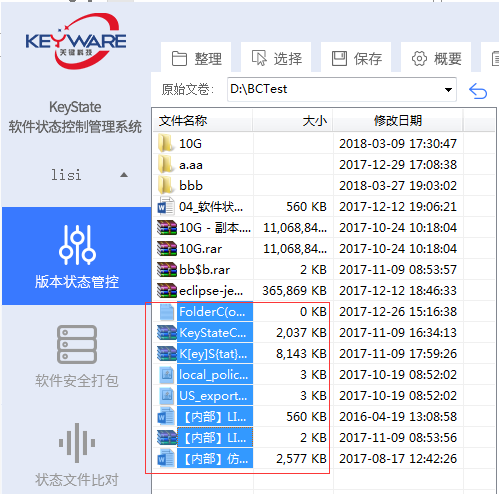 KEYWARE
关键科技
KeyState
软件状态控制管理系统
lisi
版本状态管控
软件安全打包
状态文件比对
整理 选择 保存 概要
原始文卷: D:\BCTest
文件名称 大小 修改日期
10G 2018-03-09 17:30:47
a.aa 2017-12-29 17:08:38
bbb 2018-03-27 19:03:02
04_软件状... 560 KB 2017-12-12 19:06:21
10G - 副本.... 11,068,84... 2017-10-24 10:18:04
10G.rar 11,068,84... 2017-10-24 10:18:04
bb$b.rar 2 KB 2017-11-09 08:53:57
eclipse-je... 365,869 KB 2017-12-12 18:46:33
FolderC(o... 0 KB 2017-12-26 15:16:38
KeyStateC... 2,037 KB 2017-11-09 16:34:13
K[ey]S{tat}... 8,143 KB 2017-11-09 17:59:26
local_polic... 3 KB 2017-10-19 08:52:02
US_export... 3 KB 2017-10-19 08:52:02
【内部】LI... 560 KB 2016-04-19 13:08:58
【内部】LI... 2 KB 2017-11-09 08:53:56
【内部】仿... 2,577 KB 2017-08-17 12:42:26